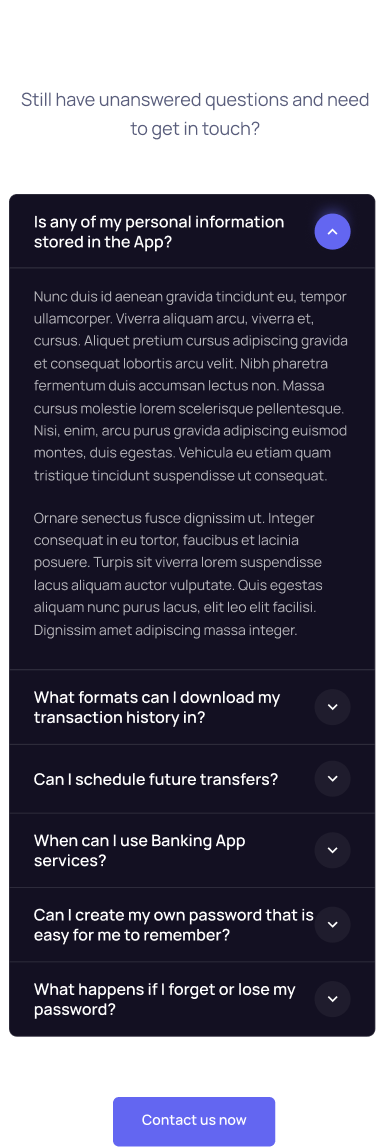 Still have unanswered questions and need
to get in touch?
Is any of my personal information
stored in the App?
Nunc duis id aenean gravida tincidunt eu, tempor
ullamcorper. Viverra aliquam arcu, viverra et,
cursus. Aliquet pretium cursus adipiscing gravida
et consequat lobortis arcu velit. Nibh pharetra
fermentum duis accumsan lectus non. Massa
cursus molestie lorem scelerisque pellentesque.
Nisi, enim, arcu purus gravida adipiscing euismod
montes, duis egestas. Vehicula eu etiam quam
tristique tincidunt suspendisse ut consequat.
Ornare senectus fusce dignissim ut. Integer
consequat in eu tortor, faucibus et lacinia
posuere. Turpis sit viverra lorem suspendisse
lacus aliquam auctor vulputate. Quis egestas
aliquam nunc purus lacus, elit leo elit facilisi.
Dignissim amet adipiscing massa integer.
What formats can I download my
transaction history in?
Can I schedule future transfers?
When can I use Banking App
services?
Can I create my own password that is
easy for me to remember?
What happens if I forget or lose my
password?
Contact us now